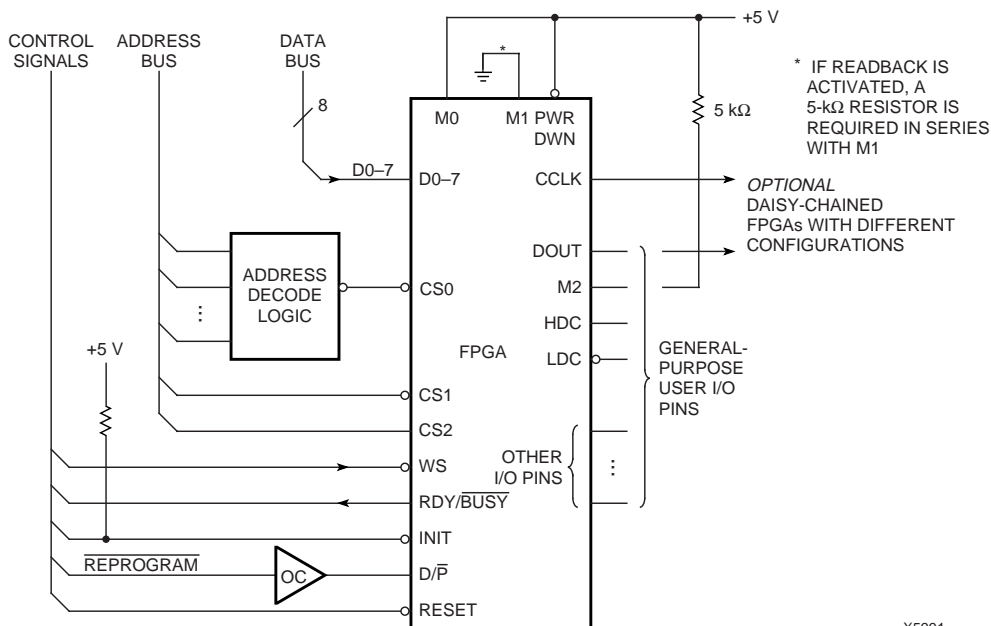 CONTROL
SIGNALS
ADDRESS
BUS
DATA
BUS
8
*
+5 V
* IF READBACK IS
ACTIVATED, A
5-kΩ RESISTOR IS
REQUIRED IN SERIES
WITH M1
5 kΩ
M0
M1
PWR
DWN
D0–7
D0–7
CCLK
OPTIONAL
DAISY-CHAINED
FPGAs WITH DIFFERENT
CONFIGURATIONS
DOUT
M2
HDC
LDC
GENERAL-
PURPOSE
USER I/O
PINS
ADDRESS
DECODE
LOGIC
...
CS0
FPGA
+5 V
CS1
CS2
OTHER
I/O PINS
...
WS
RDY/BUSY
INIT
REPROGRAM
OC
D/P
RESET